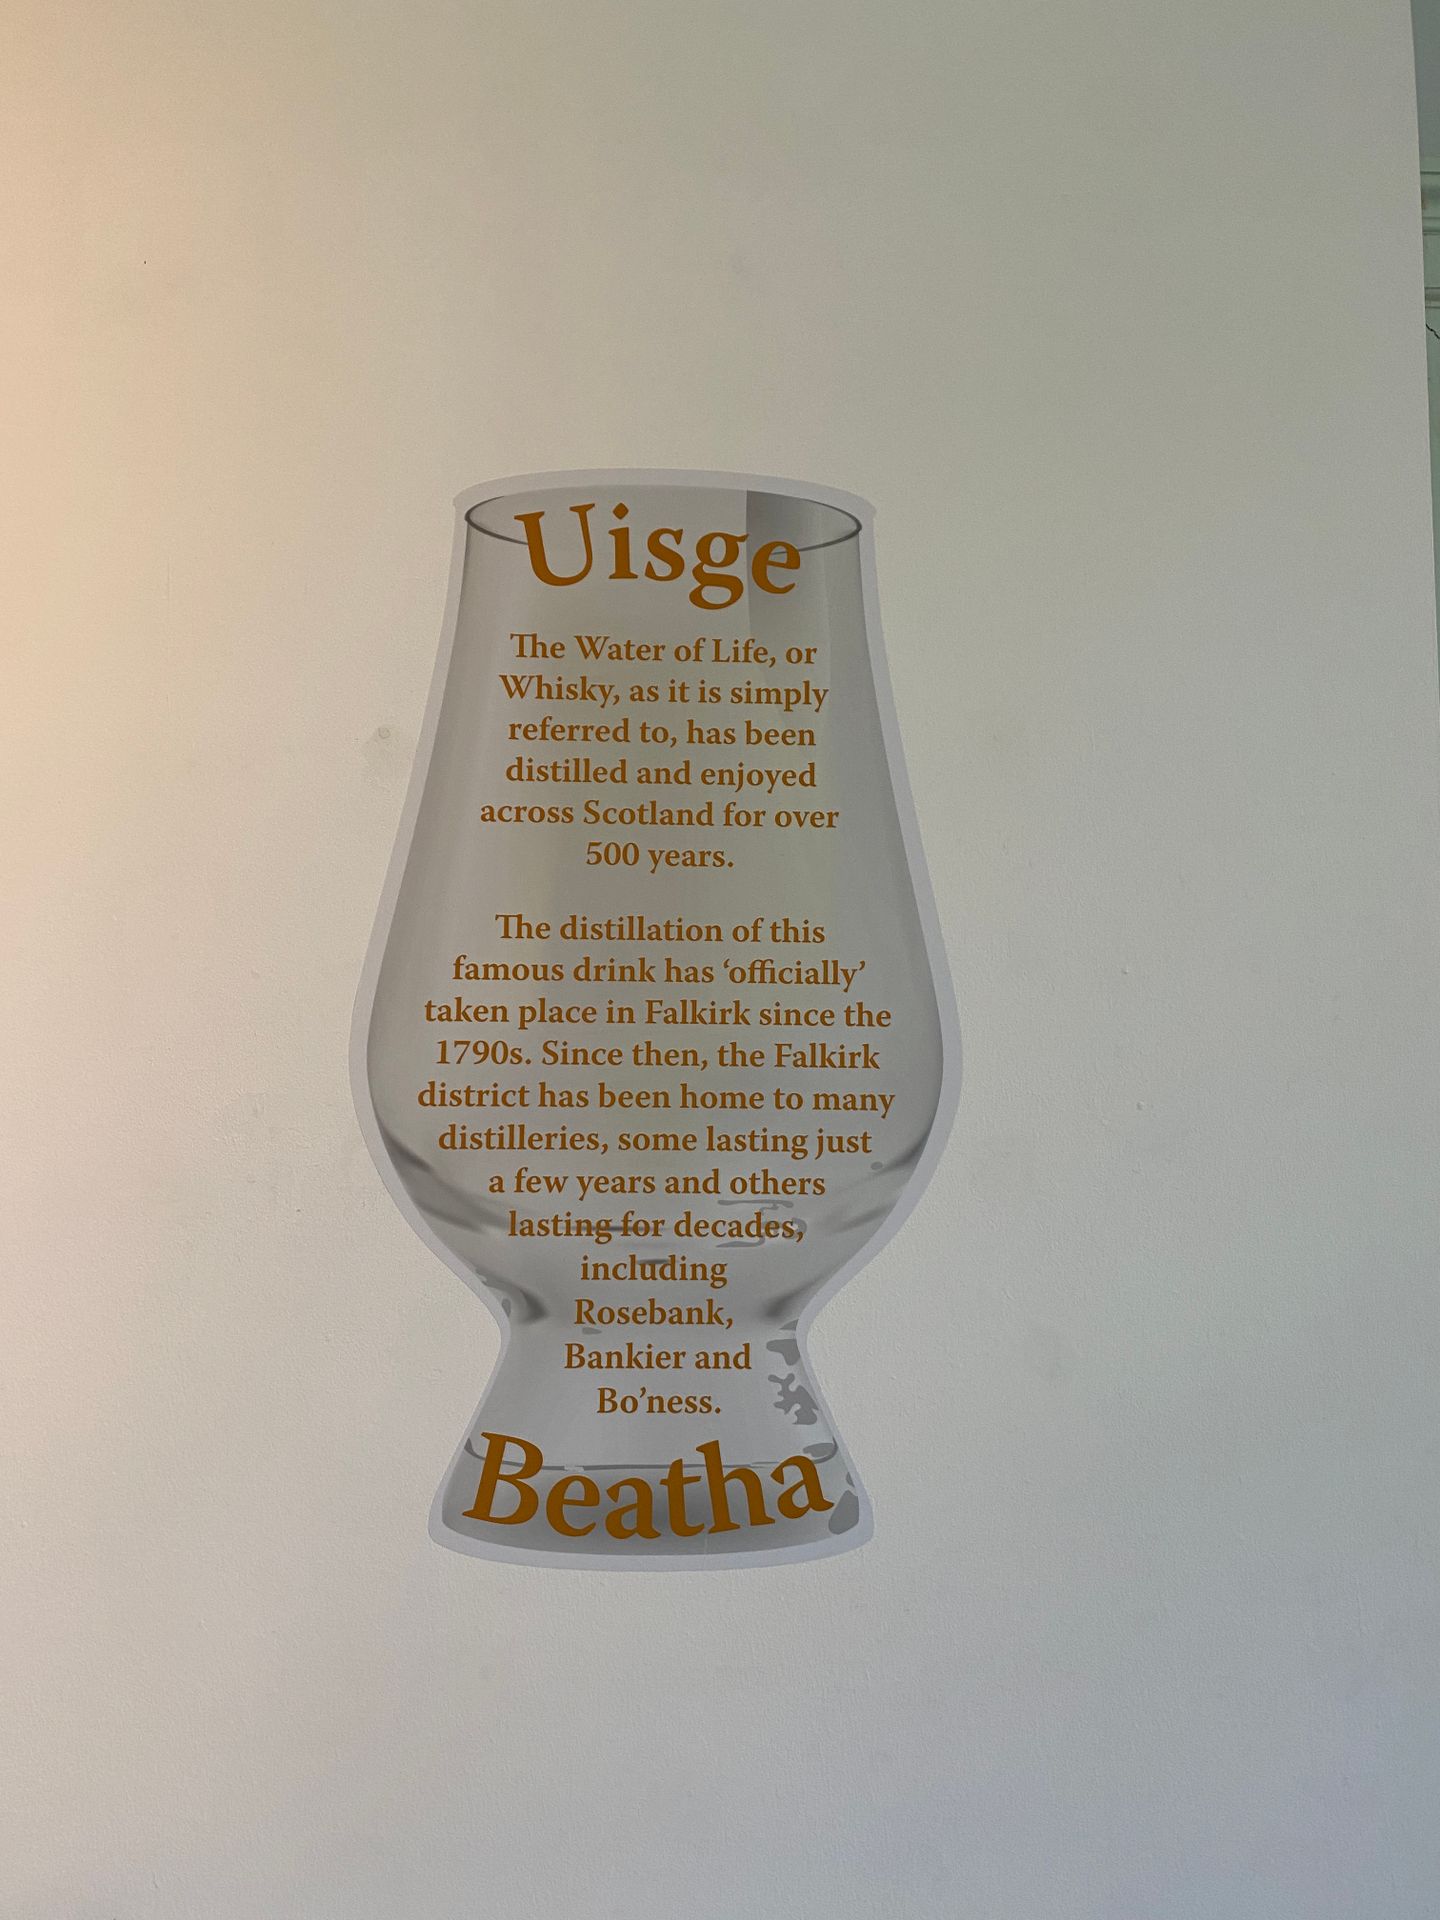 Uisge
The Water of Life, or
Whisky, as it is simply
referred to, has been
distilled and enjoyed
across Scotland for over
500 years.
The distillation of this
famous drink has ‘officially’
taken place in Falkirk since the
1790s. Since then, the Falkirk
district has been home to many
distilleries, some lasting just
a few years and others
lasting for decades,
including
Rosebank,
Bankier and
Bo’ness.
Beatha